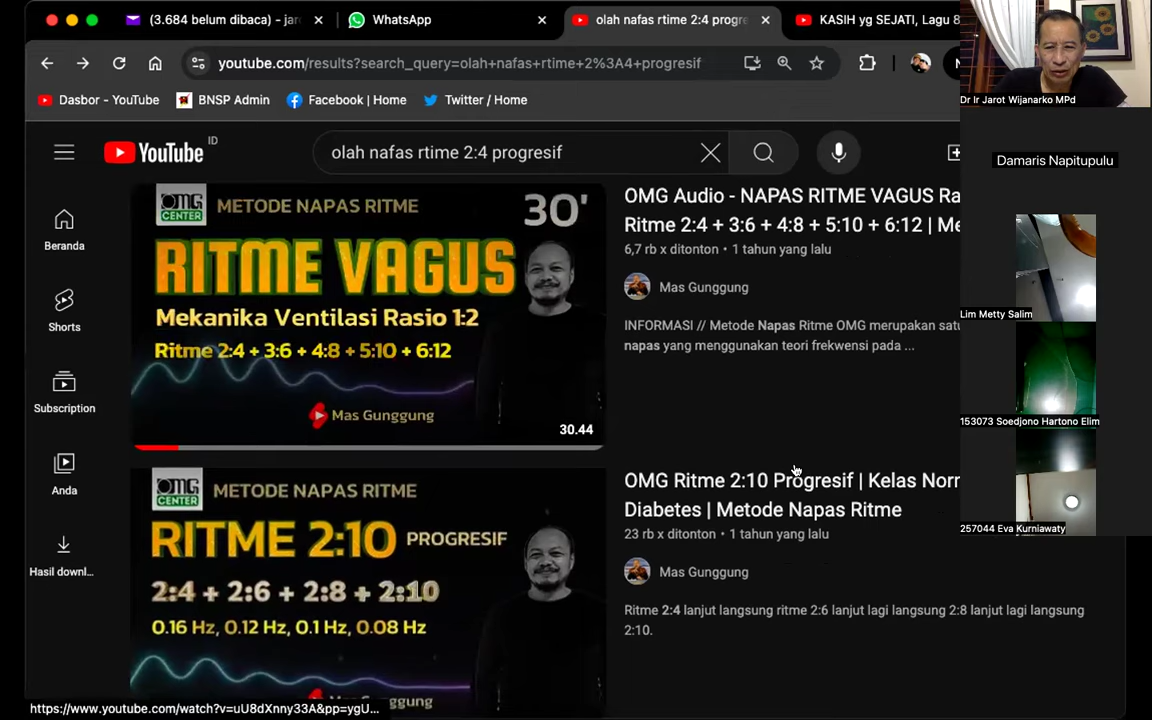 (3.684 belum dibaca) - jar
WhatsApp
olah nafas rtime 2:4 progre
KASIH yg SEJATI, Lagu 8
youtube.com/results?search_query=olah+nafas+rtime+2%3A4+progresif
Dasbor - YouTube
BNSP Admin
Facebook | Home
Twitter / Home
Dr Ir Jarot Wijanarko MPd
YouTube ID
olah nafas rtime 2:4 progresif
Damaris Napitupulu
Beranda
Shorts
Subscription
Anda
Hasil downl...
OMG CENTER
METODE NAPAS RITME
30'
RITME VAGUS
Mekanika Ventilasi Rasio 1:2
Ritme 2:4 + 3:6 + 4:8 + 5:10 + 6:12
Mas Gunggung
30.44
OMG Audio - NAPAS RITME VAGUS Ra
Ritme 2:4 + 3:6 + 4:8 + 5:10 + 6:12 | Me
6,7 rb x ditonton • 1 tahun yang lalu
Mas Gunggung
INFORMASI // Metode Napas Ritme OMG merupakan satu
napas yang menggunakan teori frekwensi pada ...
Lim Metty Salim
153073 Soedjono Hartono Elim
257044 Eva Kurniawaty
OMG CENTER
METODE NAPAS RITME
RITME 2:10 PROGRESIF
2:4 + 2:6 + 2:8 + 2:10
0.16 Hz, 0.12 Hz, 0.1 Hz, 0.08 Hz
Mas Gunggung
OMG Ritme 2:10 Progresif | Kelas Norm
Diabetes | Metode Napas Ritme
23 rb x ditonton • 1 tahun yang lalu
Mas Gunggung
Ritme 2:4 lanjut langsung ritme 2:6 lanjut lagi langsung 2:8 lanjut lagi langsung
2:10.
https://www.youtube.com/watch?v=uU8dXnny33A&pp=ygU...